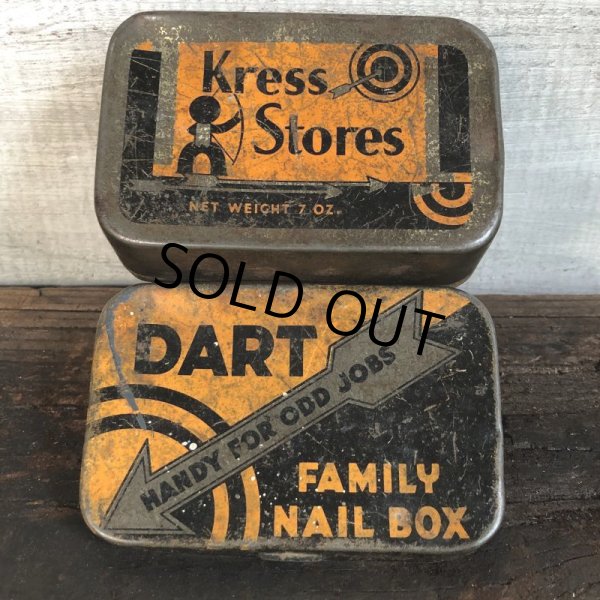 Kress
Stores
NET WEIGHT 7 OZ.
SOLD OUT
DART
HANDY FOR ODD JOBS
FAMILY
NAIL BOX